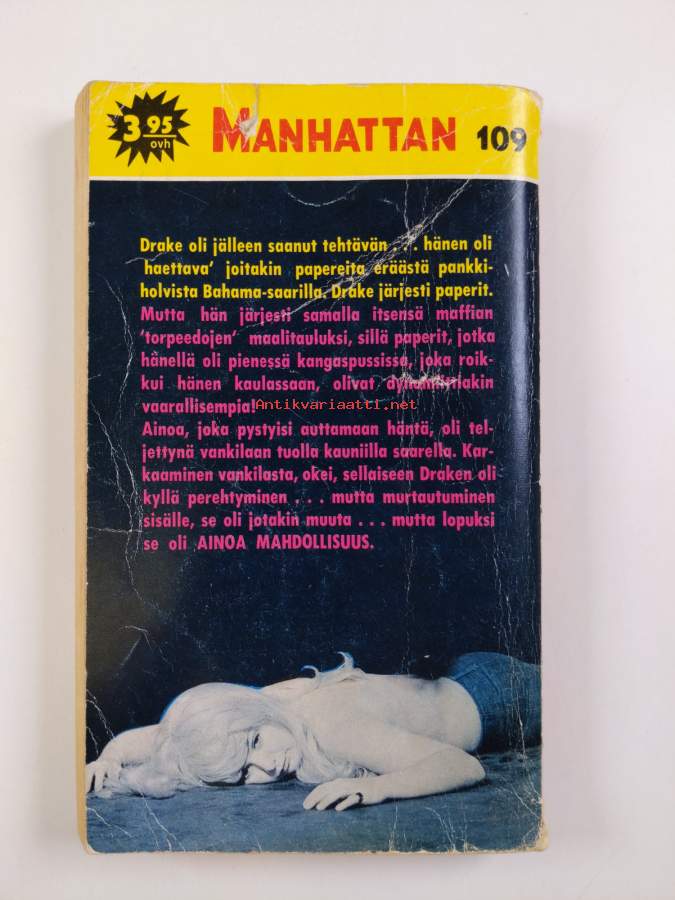 3 95
ovh
MANHATTAN 109
Drake oli jälleen saanut tehtävän . . . hänen oli
'haettava' joitakin papereita eräästä pankki-
holvista Bahama-saarilla. Drake järjesti paperit.
Mutta hän järjesti samalla itsensä maffian
'torpeedojen' maalitauluksi, sillä paperit, jotka
hänellä oli pienessä kangaspussissa, joka roik-
kui hänen kaulassaan, olivat dynamiittiakin
vaarallisempia!
Antikvariaatti.net
Ainoa, joka pystyisi auttamaan häntä, oli tel-
jettynä vankilaan tuolla kauniilla saarella. Kar-
kaaminen vankilasta, okei, sellaiseen Draken oli
kyllä perehtyminen . . . mutta murtautuminen
sisälle, se oli jotakin muuta . . . mutta lopuksi
se oli AINOA MAHDOLLISUUS.